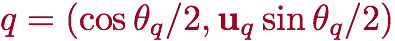 q = (cos θ_q/2, u_q sin θ_q/2)